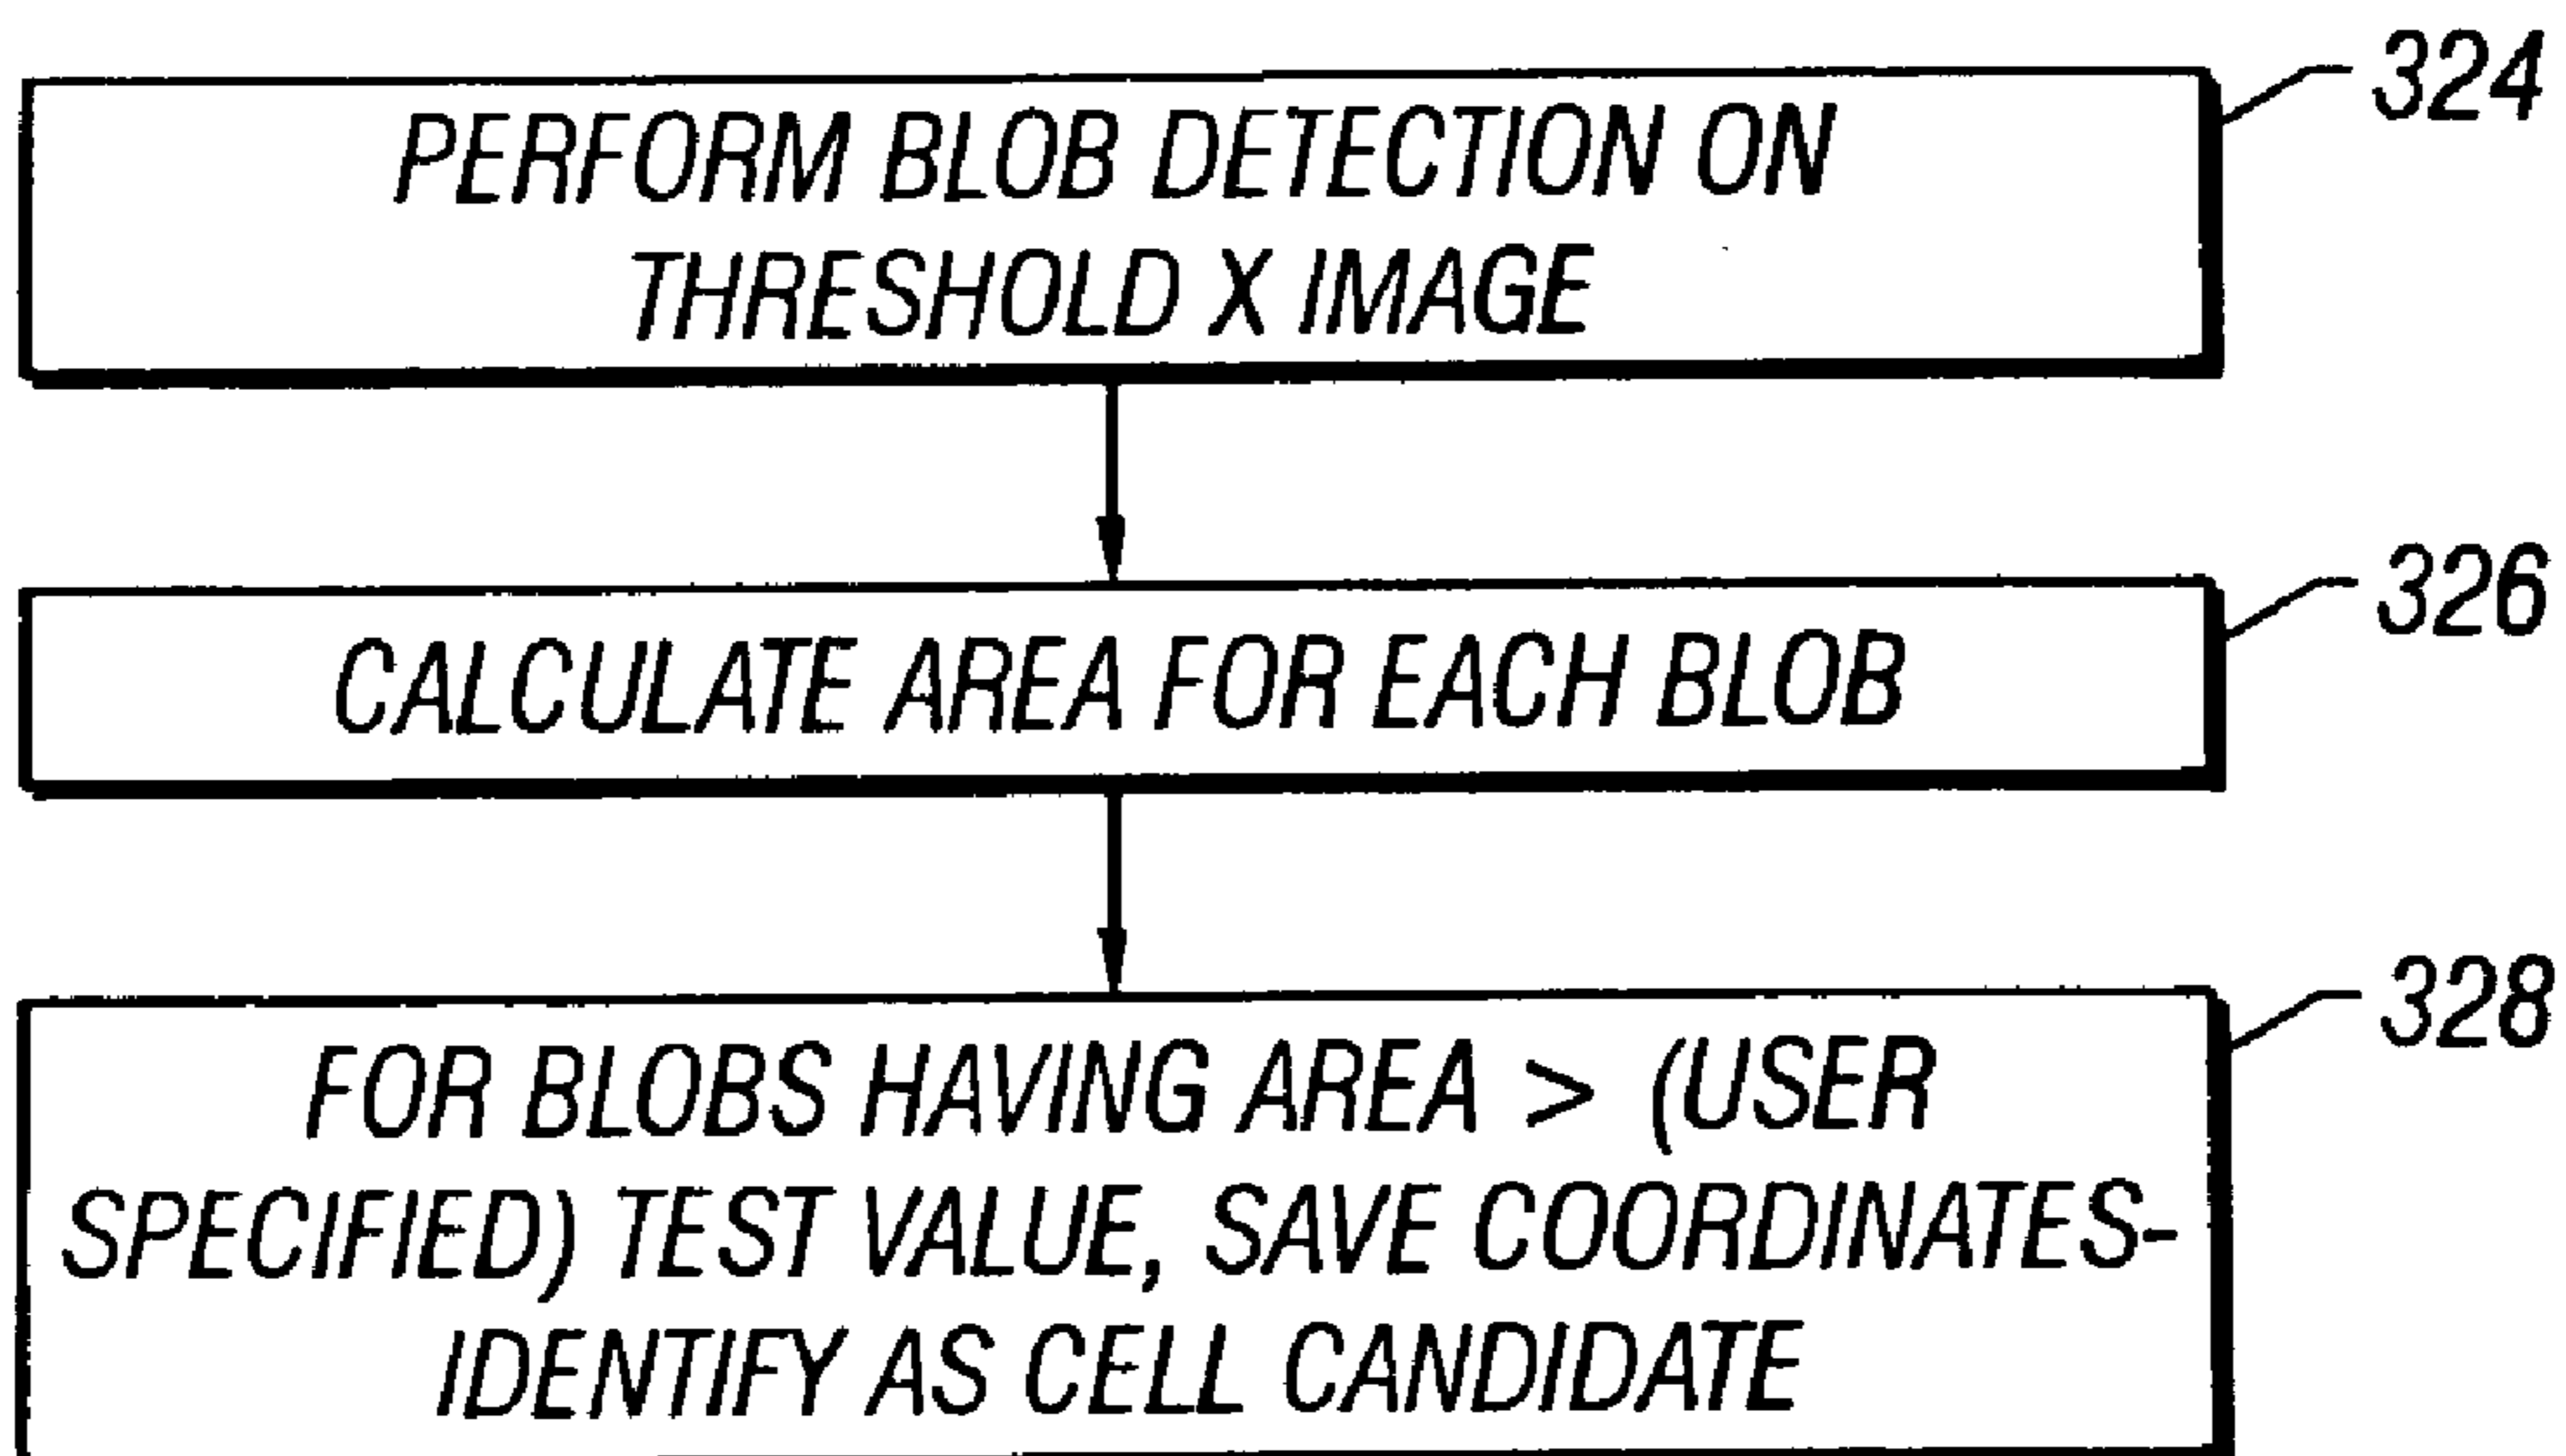 324
PERFORM BLOB DETECTION ON
THRESHOLD X IMAGE
326
CALCULATE AREA FOR EACH BLOB
328
FOR BLOBS HAVING AREA > (USER
SPECIFIED) TEST VALUE, SAVE COORDINATES-
IDENTIFY AS CELL CANDIDATE